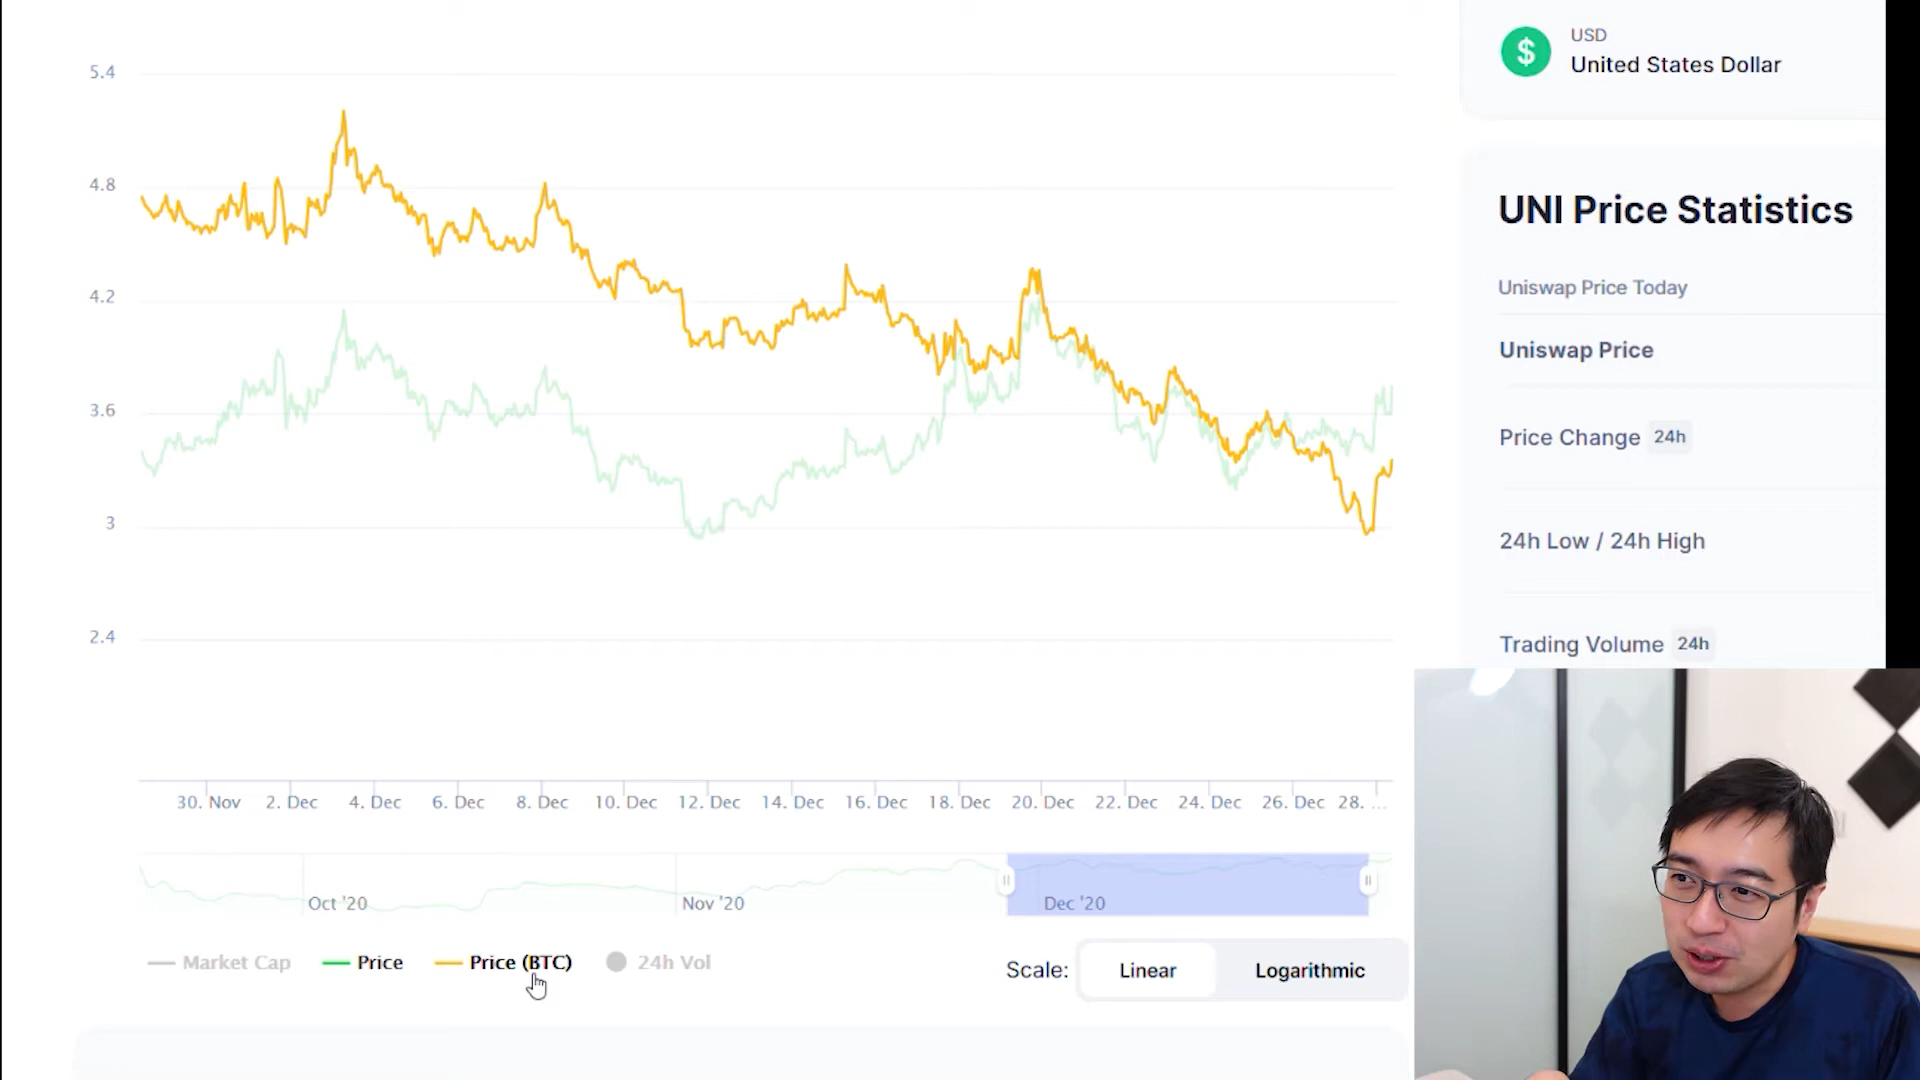 5.4
4.8
4.2
3.6
3
2.4
30. Nov 2. Dec 4. Dec 6. Dec 8. Dec 10. Dec 12. Dec 14. Dec 16. Dec 18. Dec 20. Dec 22. Dec 24. Dec 26. Dec 28. ...
Oct '20 Nov '20 Dec '20
Market Cap Price Price (BTC) 24h Vol
Scale: Linear Logarithmic
$ USD
United States Dollar
UNI Price Statistics
Uniswap Price Today
Uniswap Price
Price Change 24h
24h Low / 24h High
Trading Volume 24h